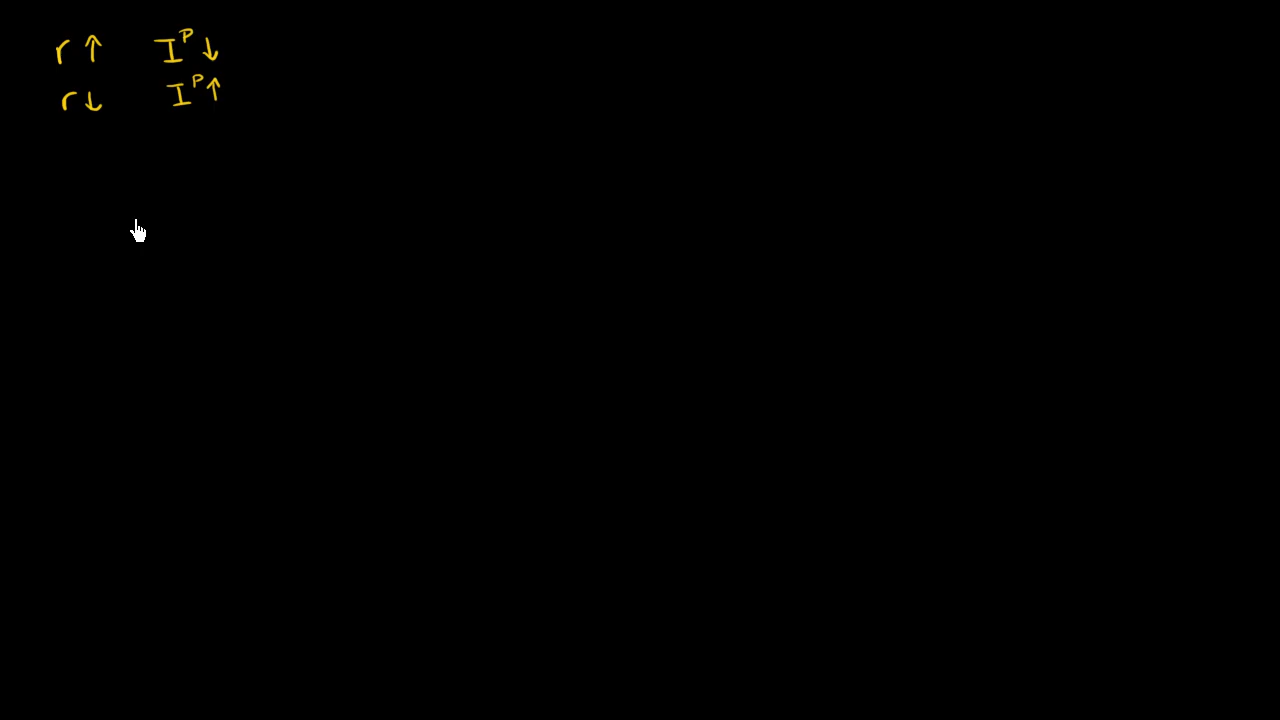 r ↑ I^P ↓
r ↓ I^P ↑